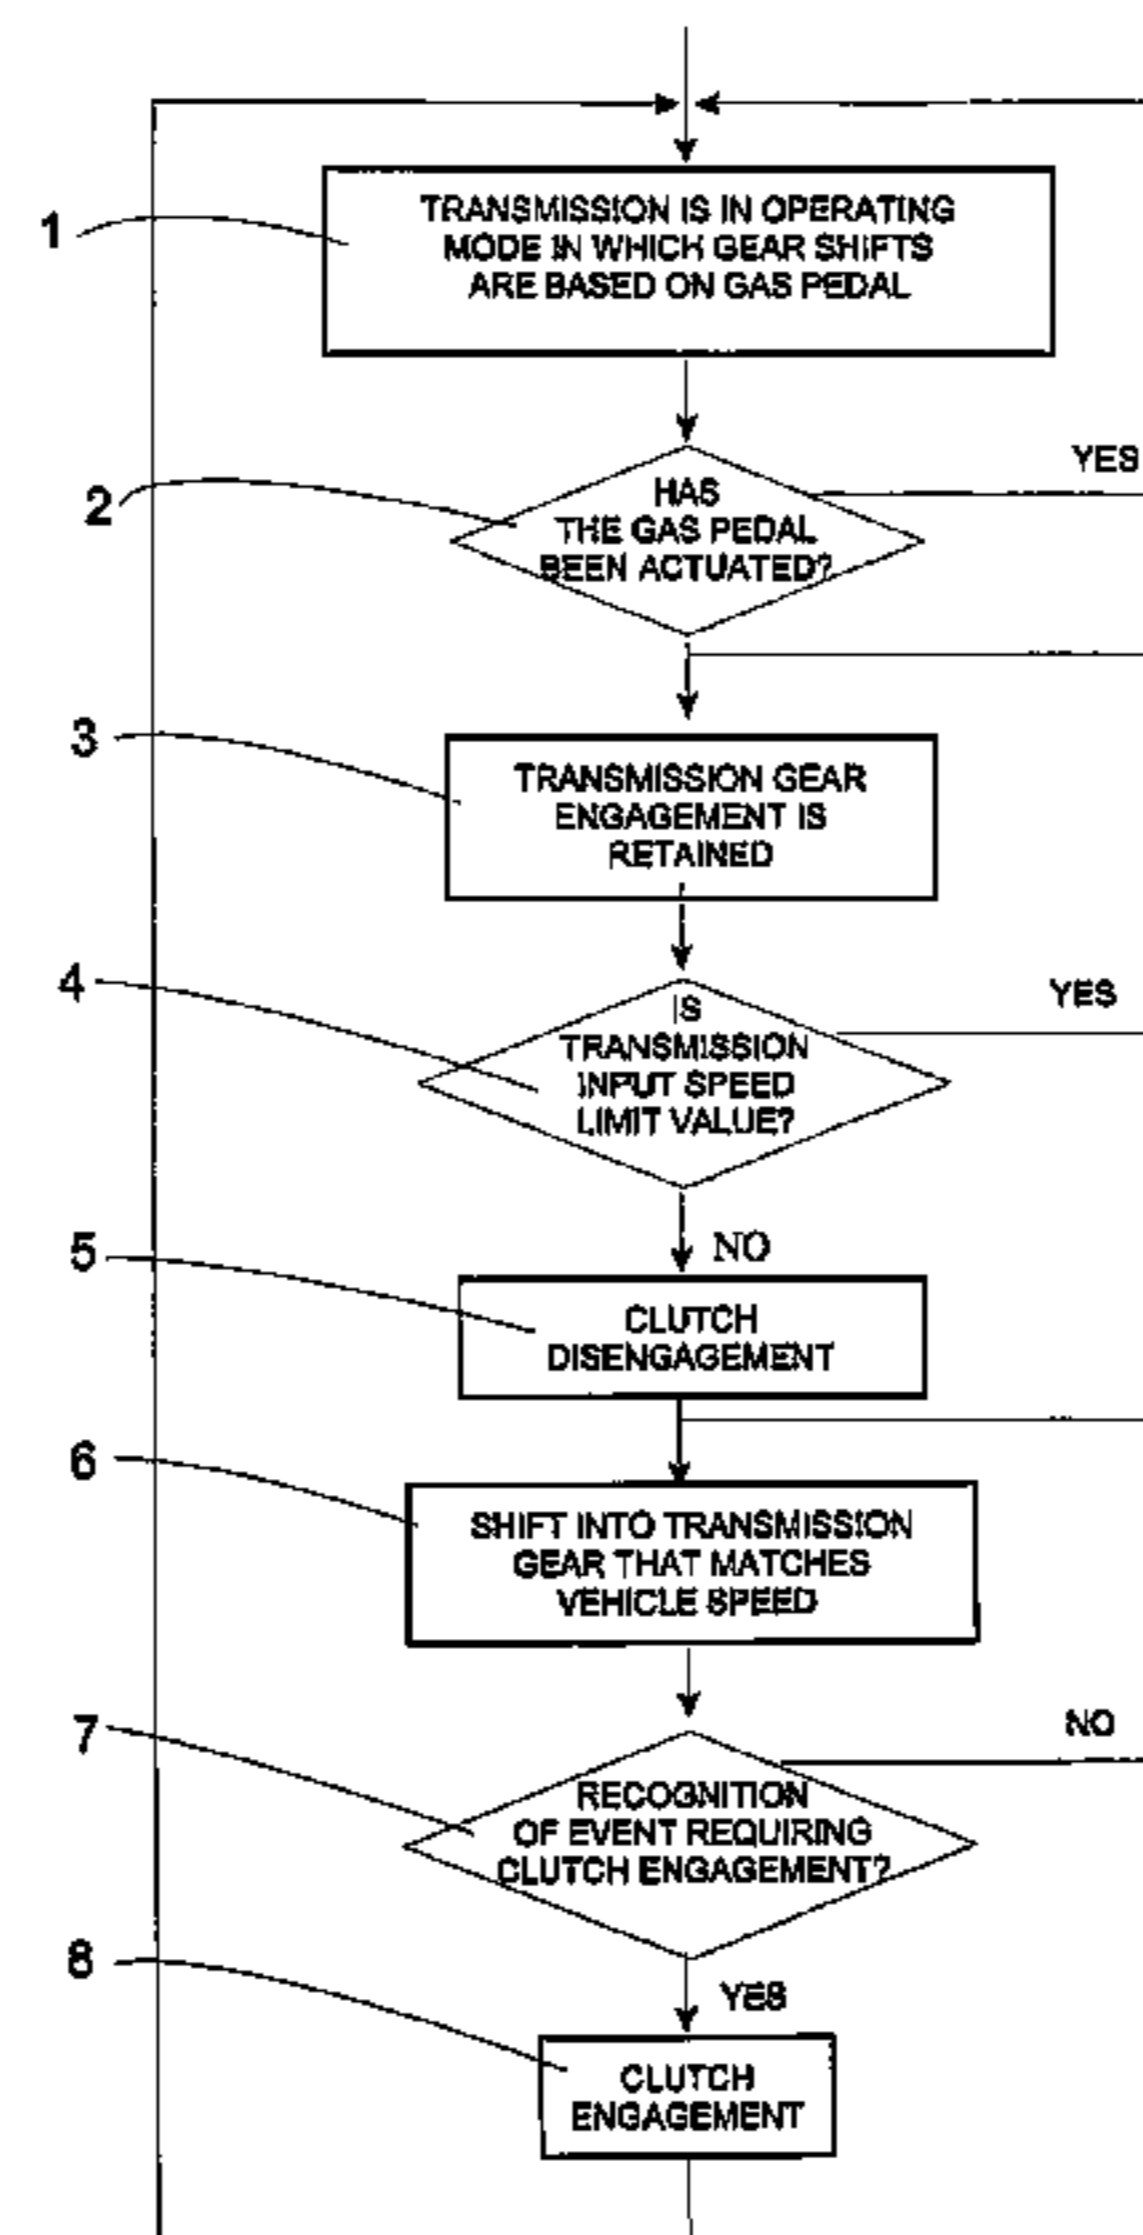 1
TRANSMISSION IS IN OPERATING
MODE IN WHICH GEAR SHIFTS
ARE BASED ON GAS PEDAL
YES
2
HAS
THE GAS PEDAL
BEEN ACTUATED?
3
TRANSMISSION GEAR
ENGAGEMENT IS
RETAINED
4
YES
IS
TRANSMISSION
INPUT SPEED
LIMIT VALUE?
5
NO
CLUTCH
DISENGAGEMENT
6
SHIFT INTO TRANSMISSION
GEAR THAT MATCHES
VEHICLE SPEED
7
NO
RECOGNITION
OF EVENT REQUIRING
CLUTCH ENGAGEMENT?
8
YES
CLUTCH
ENGAGEMENT